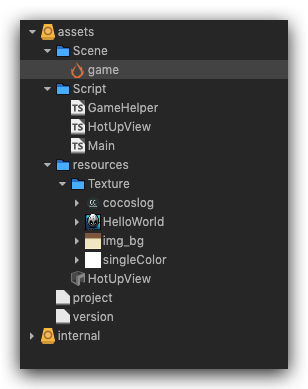 assets
Scene
game
Script
TS GameHelper
TS HotUpView
TS Main
resources
Texture
cocoslog
HelloWorld
img_bg
singleColor
HotUpView
project
version
internal